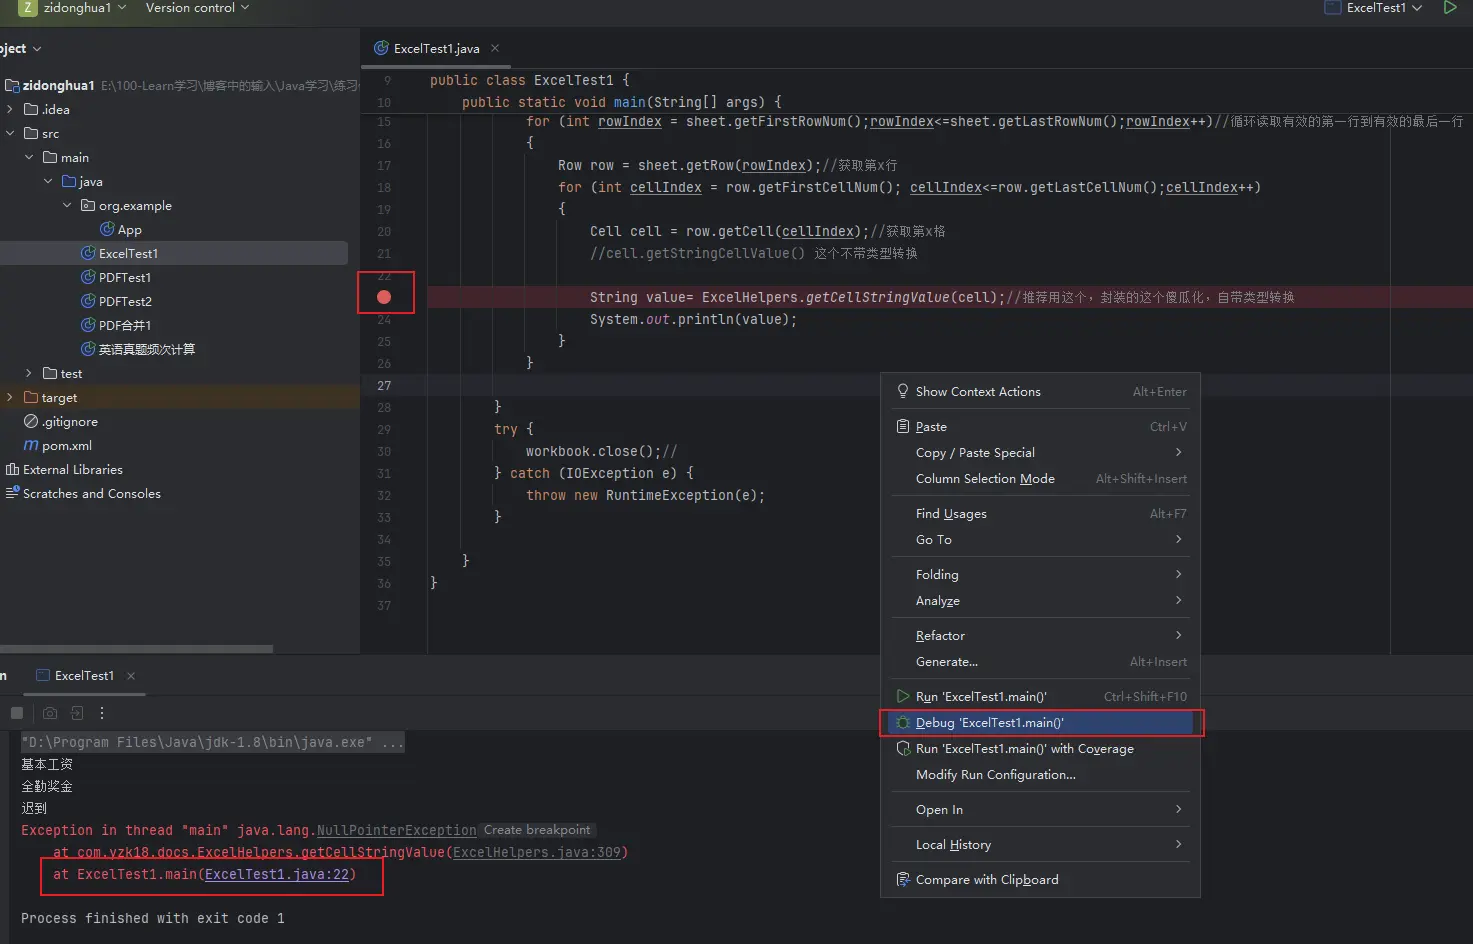 Z zidonghua1 Version control ExcelTest1
oject
ExcelTest1.java
zidonghua1 E:\100-Learn学习\博客中的输入\Java学习\练习
.idea
src
main
java
org.example
App
ExcelTest1
PDFTest1
PDFTest2
PDF合并1
英语真题频次计算
test
target
.gitignore
m pom.xml
External Libraries
Scratches and Consoles
9 public class ExcelTest1 {
10 public static void main(String[] args) {
15 for (int rowIndex = sheet.getFirstRowNum();rowIndex<=sheet.getLastRowNum();rowIndex++)//循环读取有效的第一行到有效的最后一行
16 {
17 Row row = sheet.getRow(rowIndex);//获取第x行
18 for (int cellIndex = row.getFirstCellNum(); cellIndex<=row.getLastCellNum();cellIndex++)
19 {
20 Cell cell = row.getCell(cellIndex);//获取第x格
21 //cell.getStringCellValue() 这个不带类型转换
22
String value= ExcelHelpers.getCellStringValue(cell);//推荐用这个，封装的这个傻瓜化，自带类型转换
24 System.out.println(value);
25 }
26 }
27
28 }
29 try {
30 workbook.close();//
31 } catch (IOException e) {
32 throw new RuntimeException(e);
33 }
34
35 }
36 }
37
Show Context Actions Alt+Enter
Paste Ctrl+V
Copy / Paste Special
Column Selection Mode Alt+Shift+Insert
Find Usages Alt+F7
Go To
Folding
Analyze
Refactor
Generate... Alt+Insert
Run 'ExcelTest1.main()' Ctrl+Shift+F10
Debug 'ExcelTest1.main()'
Run 'ExcelTest1.main()' with Coverage
Modify Run Configuration...
Open In
Local History
Compare with Clipboard
n ExcelTest1
"D:\Program Files\Java\jdk-1.8\bin\java.exe" ...
基本工资
全勤奖金
迟到
Exception in thread "main" java.lang.NullPointerException Create breakpoint
at com.yzk18.docs.ExcelHelpers.getCellStringValue(ExcelHelpers.java:309)
at ExcelTest1.main(ExcelTest1.java:22)
Process finished with exit code 1